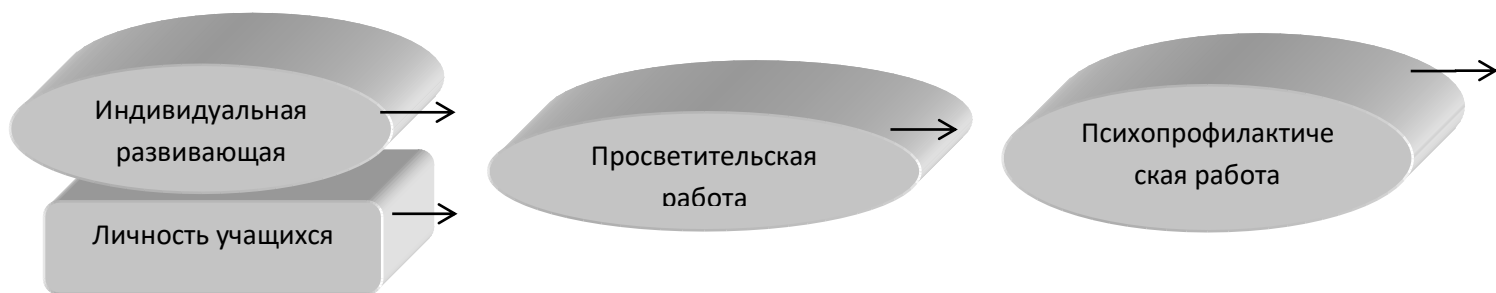 Индивидуальная
развивающая
Личность учащихся
Просветительская
работа
Психопрофилактиче
ская работа